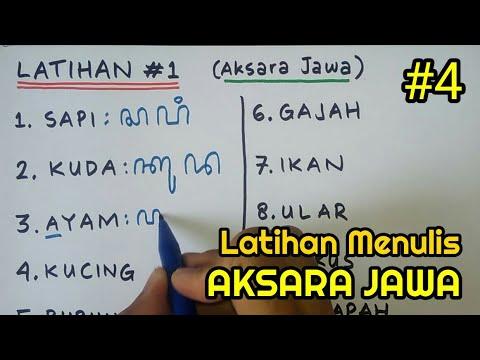 LATIHAN #1 (Aksara Jawa)
#4
1. SAPI : ꦱꦥꦶ
2. KUDA : ꦏꦸꦢ
3. AYAM : ꦲ
4. KUCING
6. GAJAH
7. IKAN
8. ULAR
Latihan Menulis
AKSARA JAWA